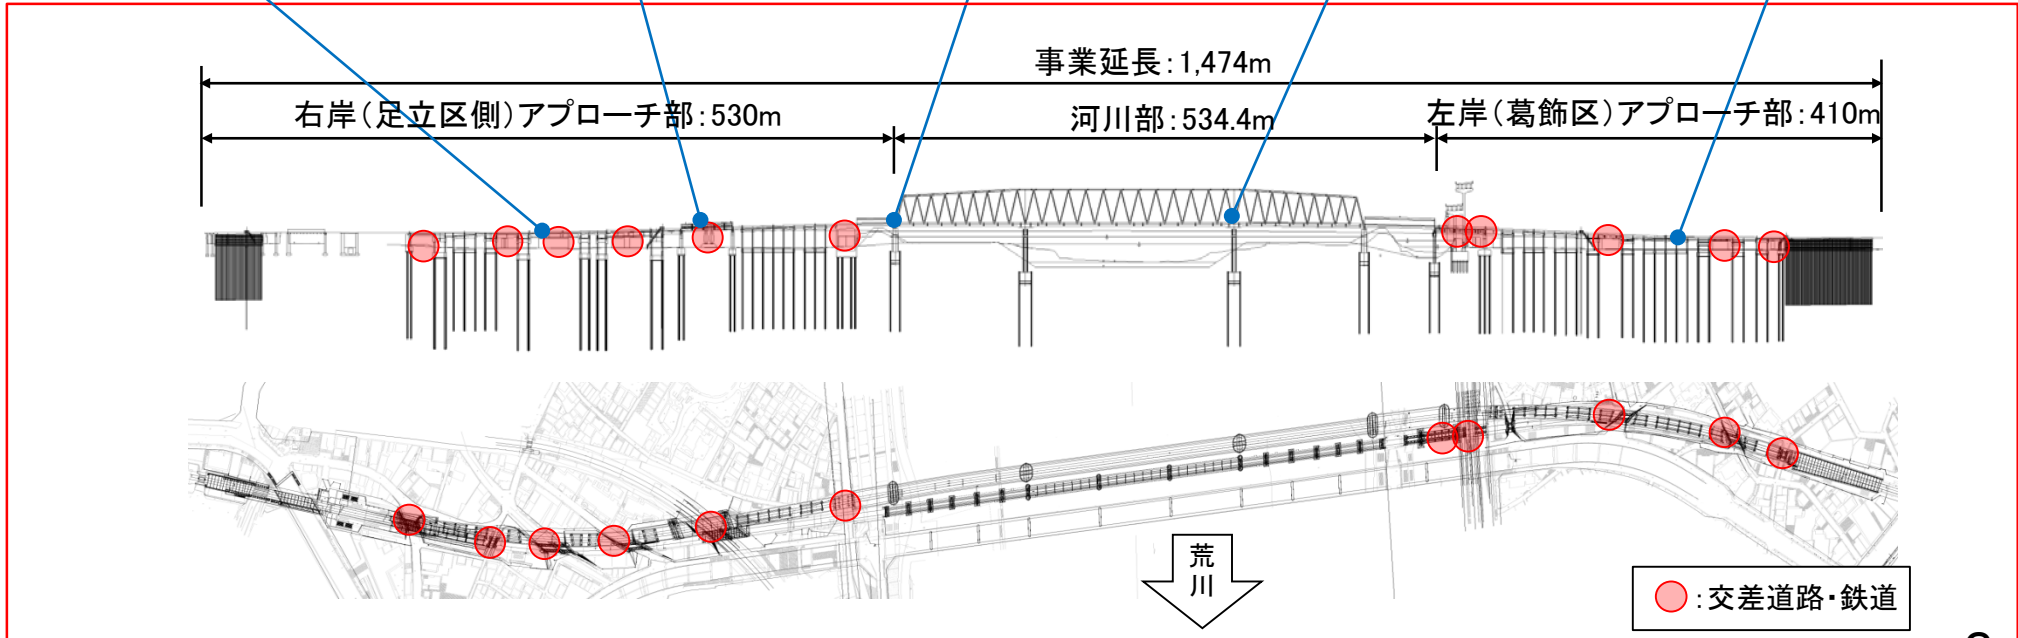 事業延長：1,474m
右岸（足立区側）アプローチ部：530m
河川部：534.4m
左岸（葛飾区）アプローチ部：410m
荒川
：交差道路・鉄道